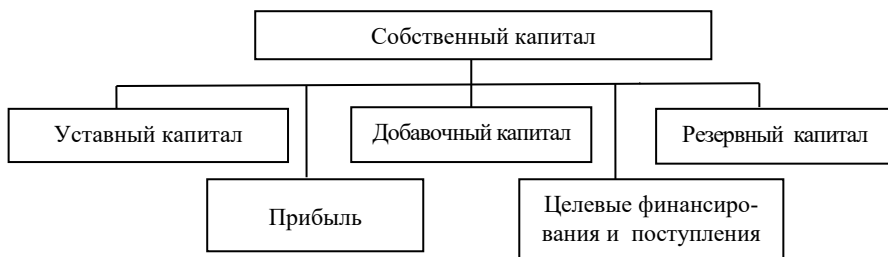 Собственный капитал
Уставный капитал
Добавочный капитал
Резервный капитал
Прибыль
Целевые финансиро-
вания и поступления